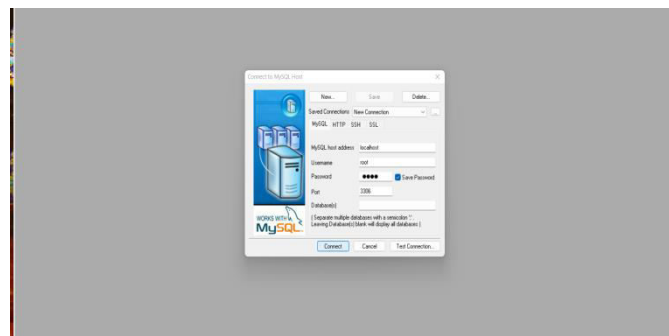 Connect to MySQL Host
New...
Save
Delete...
Saved Connections New Connection
...
MySQL HTTP SSH SSL
MySQL host address localhost
Username root
Password ●●●● Save Password
Port 3306
Database(s)
( Separate multiple databases with a semicolon ';'.
Leaving Database(s) blank will display all databases )
WORKS WITH
MySQL
Connect
Cancel
Test Connection...